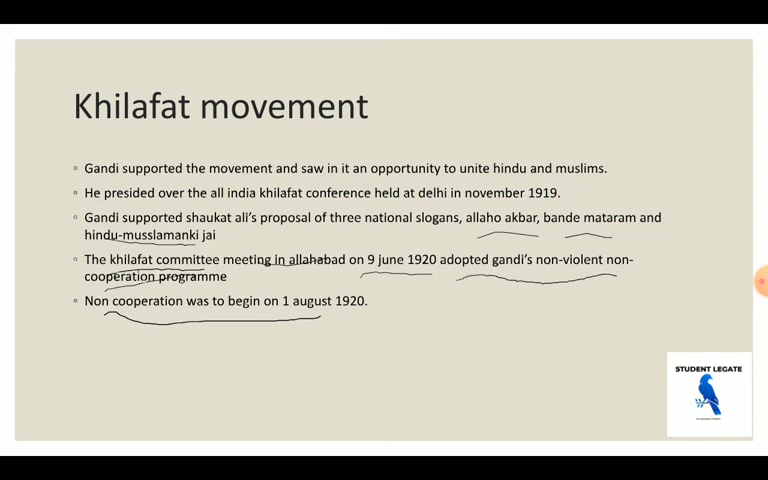 Khilafat movement
Gandi supported the movement and saw in it an opportunity to unite hindu and muslims.
He presided over the all india khilafat conference held at delhi in november 1919.
Gandi supported shaukat ali's proposal of three national slogans, allaho akbar, bande mataram and
hindu-musslamanki jai
The khilafat committee meeting in allahabad on 9 june 1920 adopted gandi's non-violent non-
cooperation programme
Non cooperation was to begin on 1 august 1920.
STUDENT LEGATE